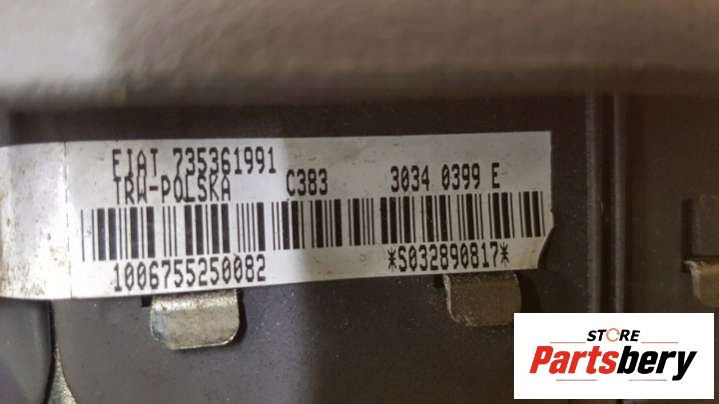 FIAT 735361991
TRW-POLSKA C383 3034 0399 E
1006755250082 *S032890817*
STORE
Partsbery